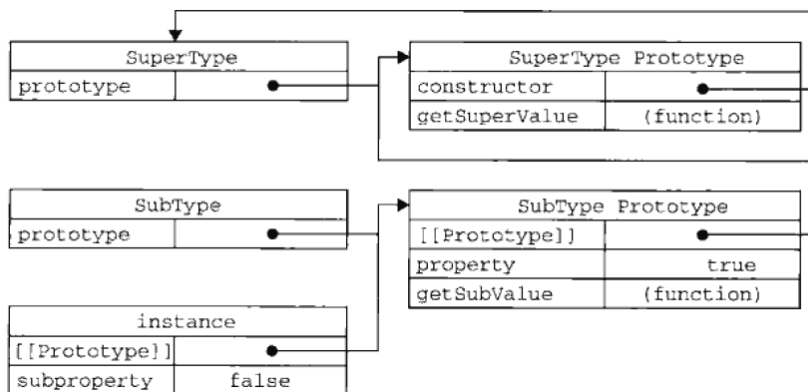 SuperType
prototype
SuperType Prototype
constructor
getSuperValue (function)
SubType
prototype
SubType Prototype
[[Prototype]]
property true
getSubValue (function)
instance
[[Prototype]]
subproperty false